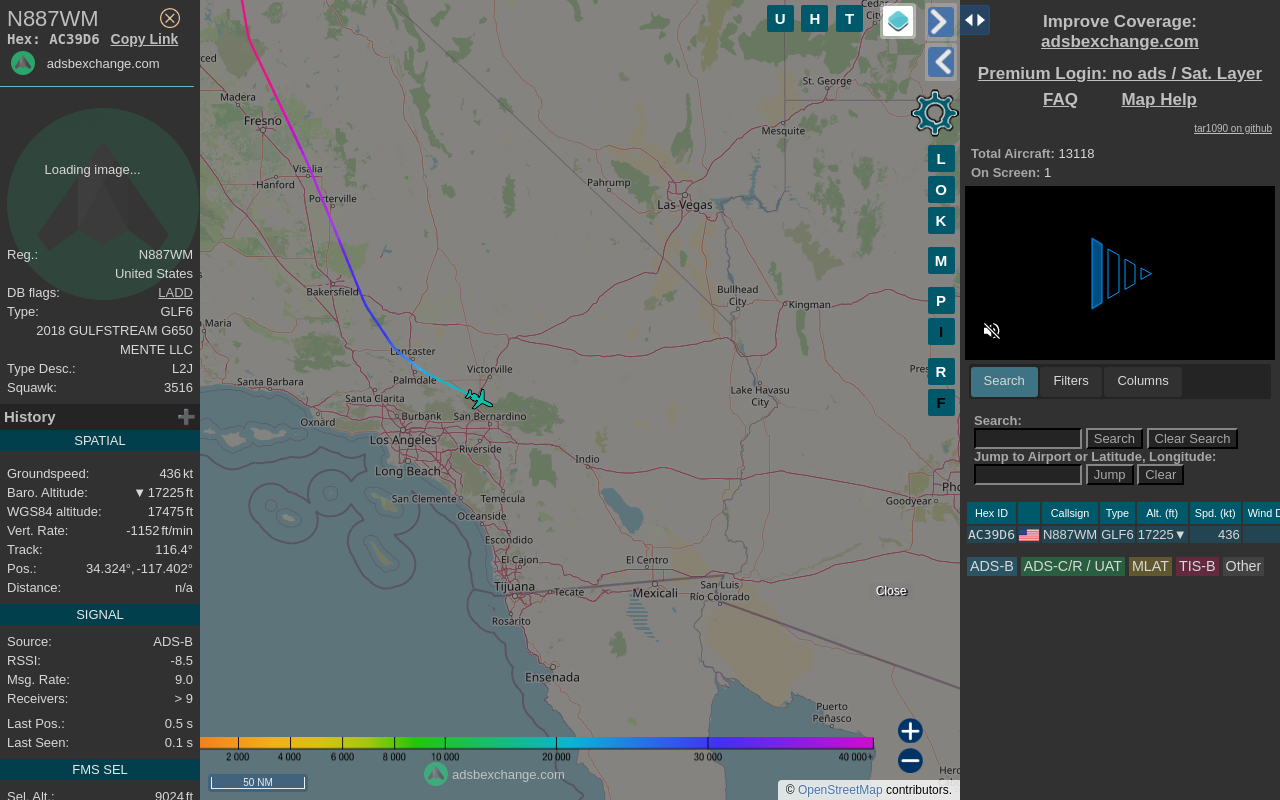 N887WM
Hex: AC39D6 Copy Link
adsbexchange.com
Loading image...
Reg.: N887WM
United States
DB flags: LADD
Type: GLF6
2018 GULFSTREAM G650
MENTE LLC
Type Desc.: L2J
Squawk: 3516
History
SPATIAL
Groundspeed: 436 kt
Baro. Altitude: ▼ 17225 ft
WGS84 altitude: 17475 ft
Vert. Rate: -1152 ft/min
Track: 116.4°
Pos.: 34.324°, -117.402°
Distance: n/a
SIGNAL
Source: ADS-B
RSSI: -8.5
Msg. Rate: 9.0
Receivers: > 9
Last Pos.: 0.5 s
Last Seen: 0.1 s
FMS SEL
Sel. Alt.: 9024 ft
U H T
L
O
K
M
P
I
R
F
Cedar City
St. George
Madera
Fresno
Mesquite
Visalia
Hanford
Porterville
Pahrump
Las Vegas
Bakersfield
Bullhead City
Kingman
Maria
Lancaster
Palmdale
Victorville
Santa Barbara
Santa Clarita
Lake Havasu City
Oxnard
Burbank
San Bernardino
Los Angeles
Riverside
Long Beach
Indio
San Clemente
Temecula
Goodyear
Oceanside
Escondido
El Cajon
El Centro
Tijuana
Tecate
Mexicali
San Luis Río Colorado
Rosarito
Ensenada
Puerto Peñasco
Close
2 000 4 000 6 000 8 000 10 000 20 000 30 000 40 000+
adsbexchange.com
50 NM
© OpenStreetMap contributors.
Improve Coverage:
adsbexchange.com
Premium Login: no ads / Sat. Layer
FAQ Map Help
tar1090 on github
Total Aircraft: 13118
On Screen: 1
Search Filters Columns
Search:
Search Clear Search
Jump to Airport or Latitude, Longitude:
Jump Clear
Hex ID Callsign Type Alt. (ft) Spd. (kt) Wind D
AC39D6 N887WM GLF6 17225▼ 436
ADS-B ADS-C/R / UAT MLAT TIS-B Other